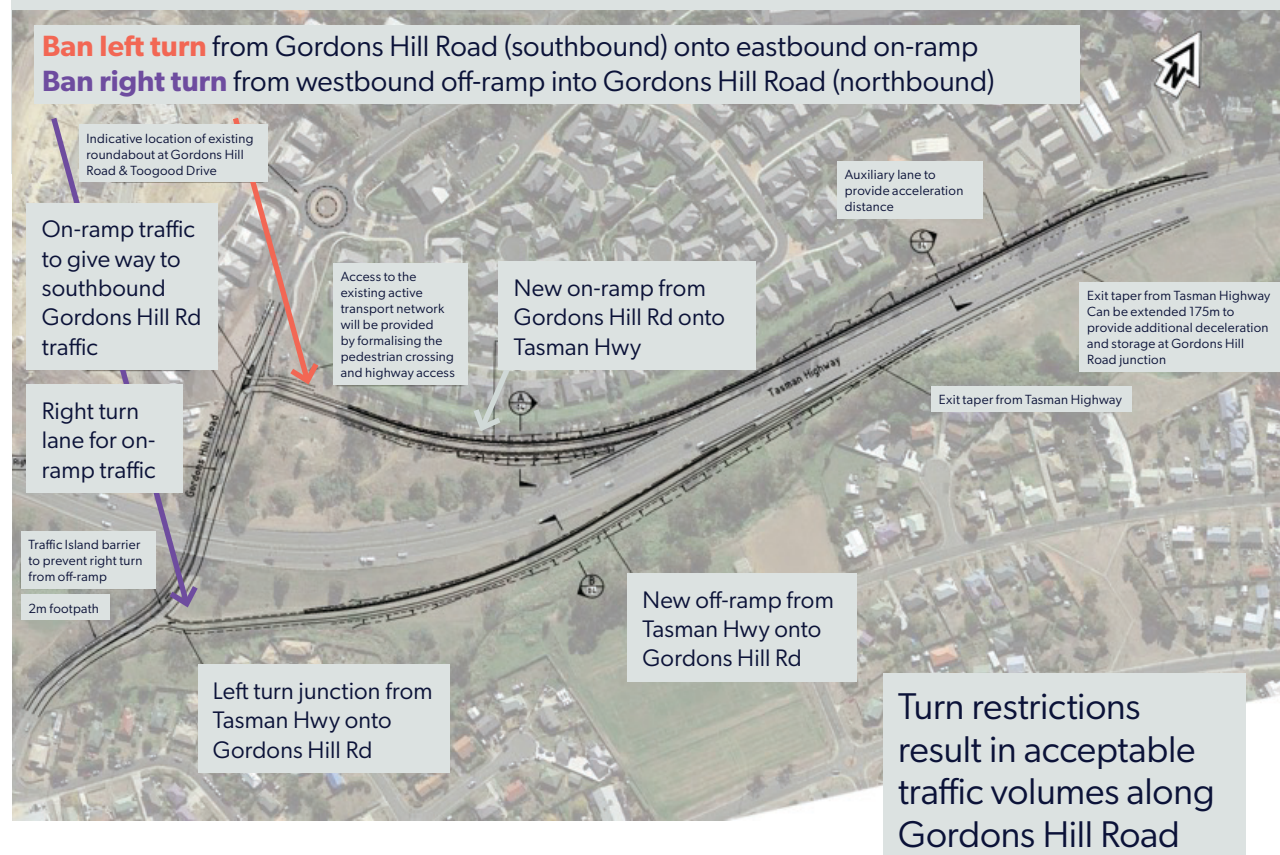 Ban left turn from Gordons Hill Road (southbound) onto eastbound on-ramp
Ban right turn from westbound off-ramp into Gordons Hill Road (northbound)
N
Indicative location of existing
roundabout at Gordons Hill
Road & Toogood Drive
Auxiliary lane to
provide acceleration
distance
On-ramp traffic
to give way to
southbound
Gordons Hill Rd
traffic
Access to the
existing active
transport network
will be provided
by formalising the
pedestrian crossing
and highway access
New on-ramp from
Gordons Hill Rd onto
Tasman Hwy
Exit taper from Tasman Highway
Can be extended 175m to
provide additional deceleration
and storage at Gordons Hill
Road junction
C
Tasman Highway
Exit taper from Tasman Highway
A
Right turn
lane for on-
ramp traffic
Gordons Hill Road
Traffic Island barrier
to prevent right turn
from off-ramp
2m footpath
B
New off-ramp from
Tasman Hwy onto
Gordons Hill Rd
Left turn junction from
Tasman Hwy onto
Gordons Hill Rd
Turn restrictions
result in acceptable
traffic volumes along
Gordons Hill Road